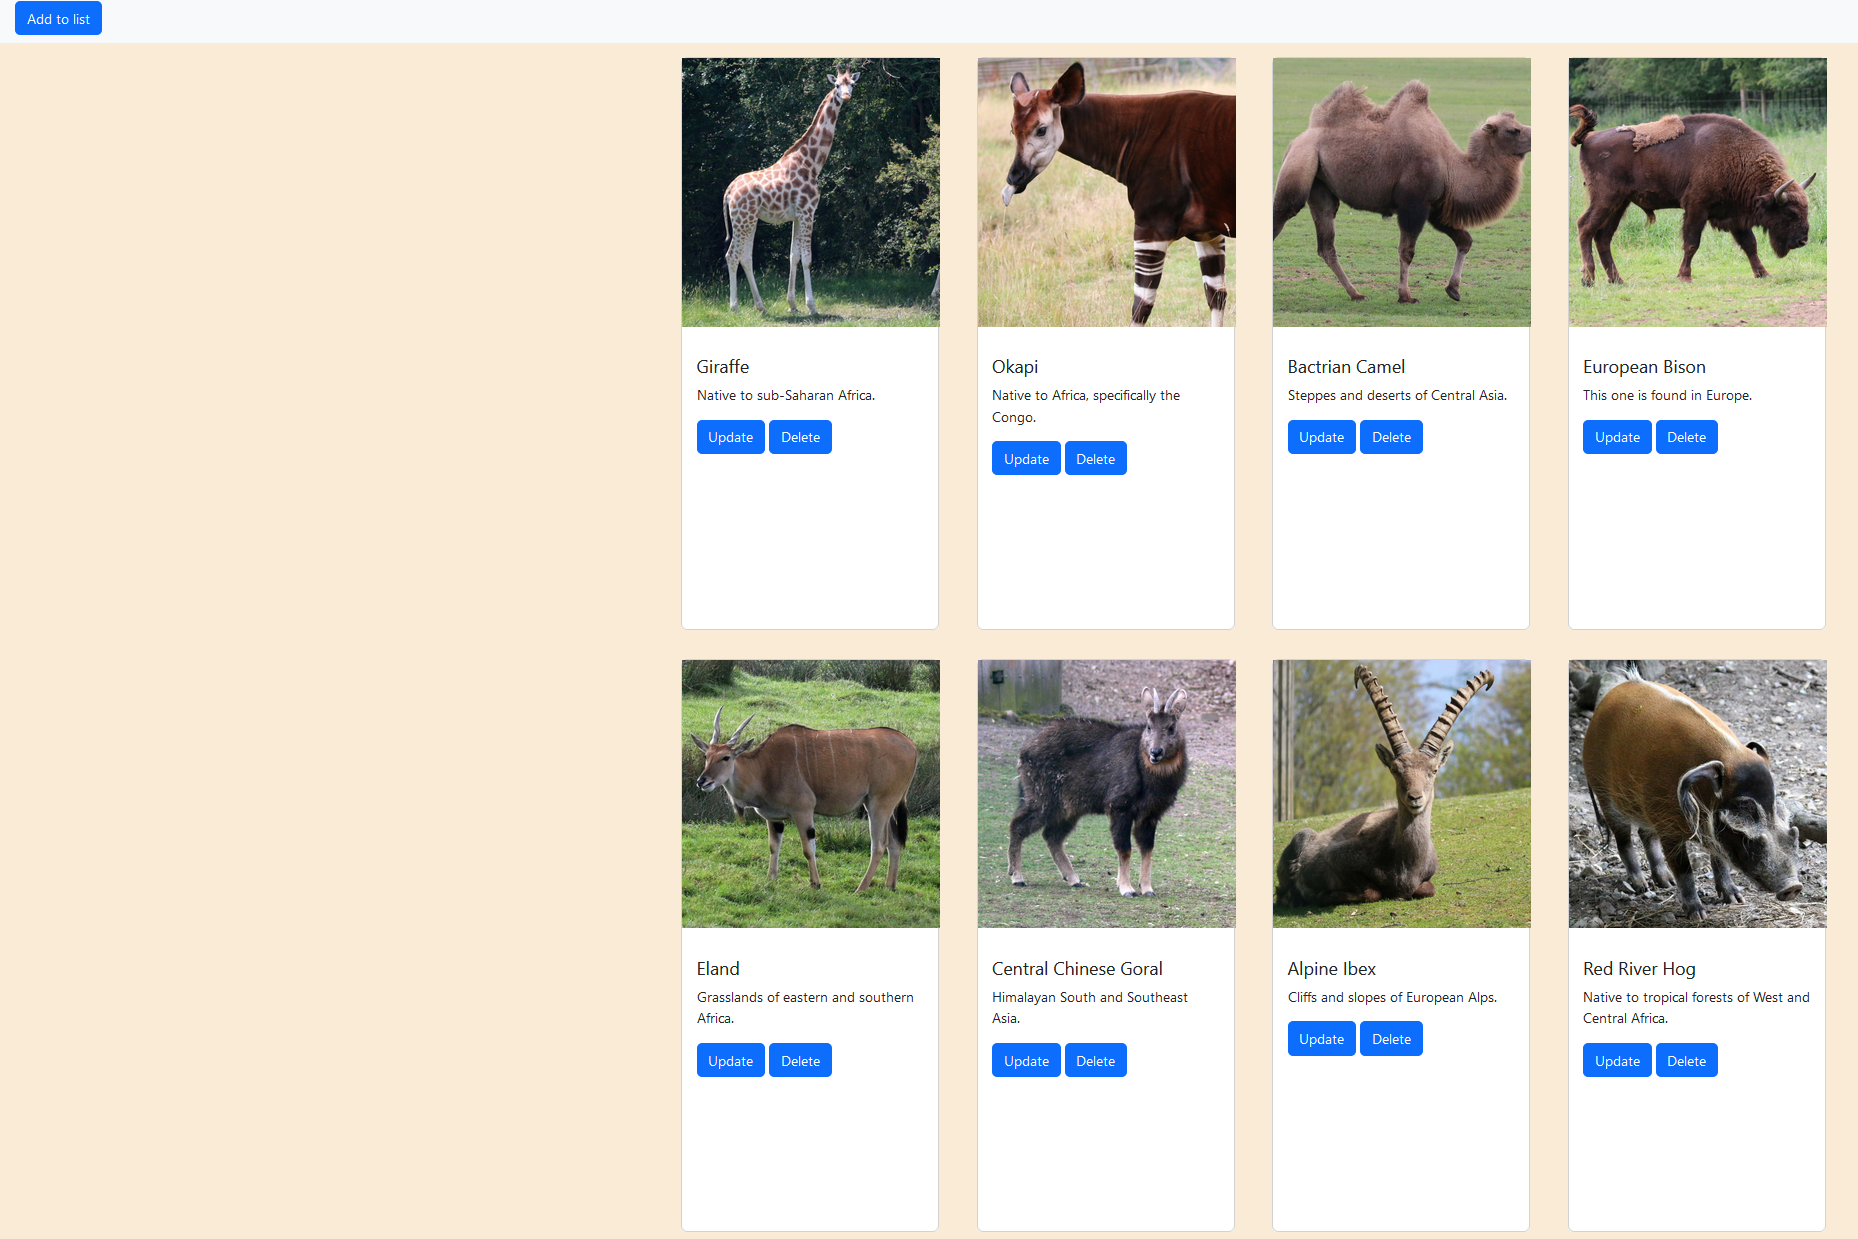 Add to list
Giraffe
Native to sub-Saharan Africa.
Update Delete
Okapi
Native to Africa, specifically the
Congo.
Update Delete
Bactrian Camel
Steppes and deserts of Central Asia.
Update Delete
European Bison
This one is found in Europe.
Update Delete
Eland
Grasslands of eastern and southern
Africa.
Update Delete
Central Chinese Goral
Himalayan South and Southeast
Asia.
Update Delete
Alpine Ibex
Cliffs and slopes of European Alps.
Update Delete
Red River Hog
Native to tropical forests of West and
Central Africa.
Update Delete